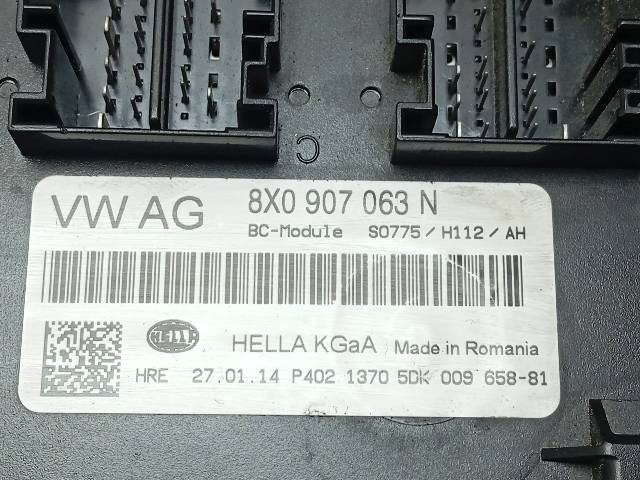 C
VW AG 8X0 907 063 N
BC-Module S0775/H112/AH
HELLA
HELLA KGaA Made in Romania
HRE 27.01.14 P402 1370 5DK 009 658-81